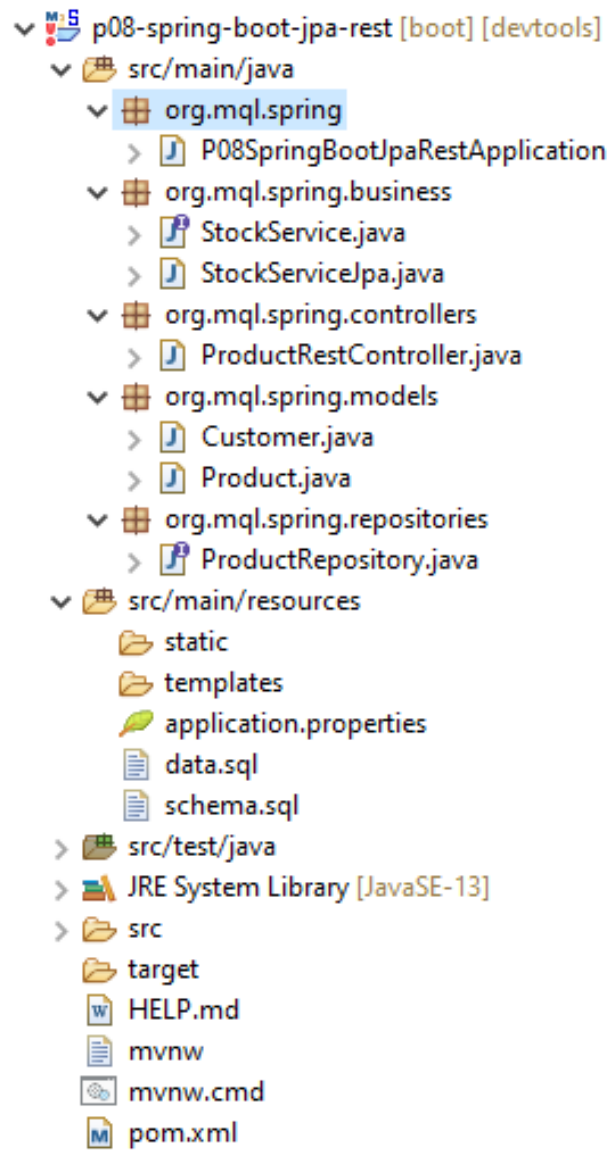 p08-spring-boot-jpa-rest [boot] [devtools]
src/main/java
org.mql.spring
P08SpringBootJpaRestApplication
org.mql.spring.business
StockService.java
StockServiceJpa.java
org.mql.spring.controllers
ProductRestController.java
org.mql.spring.models
Customer.java
Product.java
org.mql.spring.repositories
ProductRepository.java
src/main/resources
static
templates
application.properties
data.sql
schema.sql
src/test/java
JRE System Library [JavaSE-13]
src
target
HELP.md
mvnw
mvnw.cmd
pom.xml